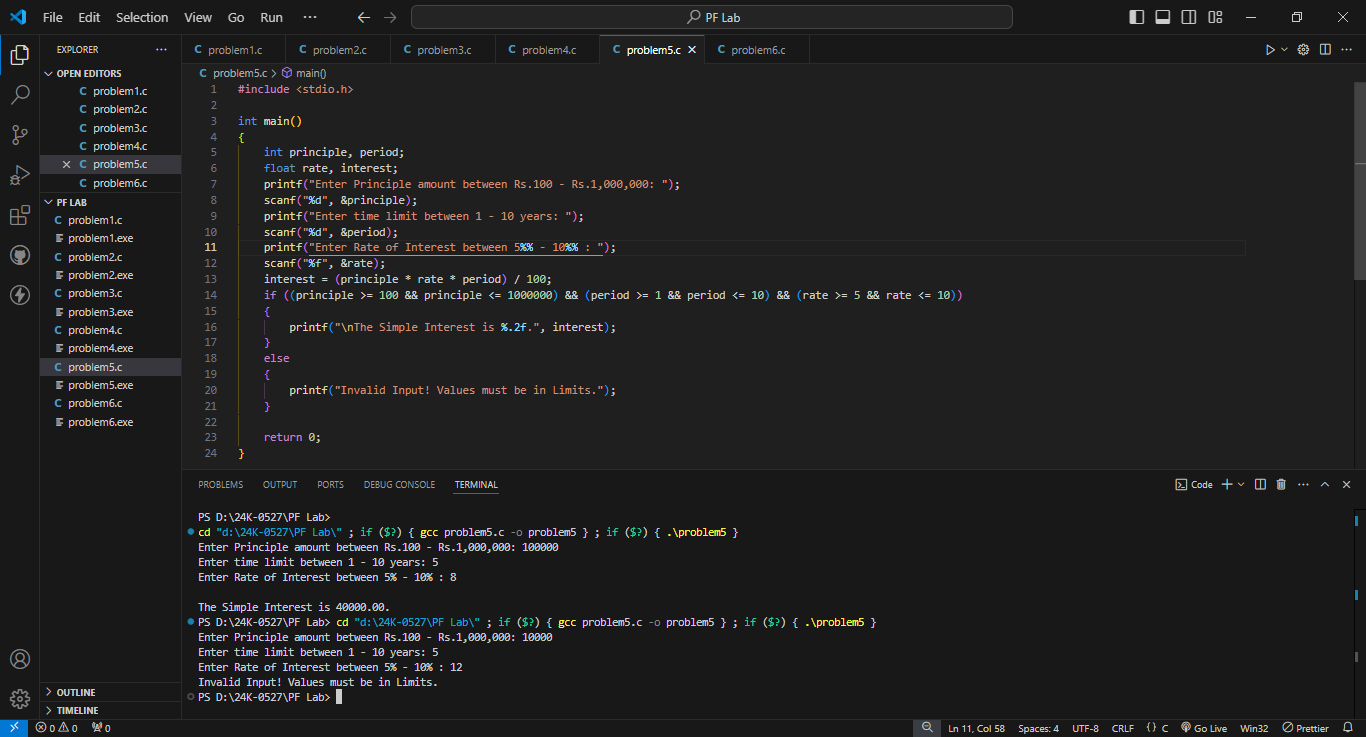 File Edit Selection View Go Run ··· PF Lab
EXPLORER ···
OPEN EDITORS
C problem1.c
C problem2.c
C problem3.c
C problem4.c
C problem5.c
C problem6.c
PF LAB
C problem1.c
problem1.exe
C problem2.c
problem2.exe
C problem3.c
problem3.exe
C problem4.c
problem4.exe
C problem5.c
problem5.exe
C problem6.c
problem6.exe
OUTLINE
TIMELINE
C problem1.c C problem2.c C problem3.c C problem4.c C problem5.c C problem6.c
C problem5.c > main()
1 #include <stdio.h>
2
3 int main()
4 {
5 int principle, period;
6 float rate, interest;
7 printf("Enter Principle amount between Rs.100 - Rs.1,000,000: ");
8 scanf("%d", &principle);
9 printf("Enter time limit between 1 - 10 years: ");
10 scanf("%d", &period);
11 printf("Enter Rate of Interest between 5%% - 10%% : ");
12 scanf("%f", &rate);
13 interest = (principle * rate * period) / 100;
14 if ((principle >= 100 && principle <= 1000000) && (period >= 1 && period <= 10) && (rate >= 5 && rate <= 10))
15 {
16 printf("\nThe Simple Interest is %.2f.", interest);
17 }
18 else
19 {
20 printf("Invalid Input! Values must be in Limits.");
21 }
22
23 return 0;
24 }
PROBLEMS OUTPUT PORTS DEBUG CONSOLE TERMINAL Code
PS D:\24K-0527\PF Lab>
cd "d:\24K-0527\PF Lab\" ; if ($?) { gcc problem5.c -o problem5 } ; if ($?) { .\problem5 }
Enter Principle amount between Rs.100 - Rs.1,000,000: 100000
Enter time limit between 1 - 10 years: 5
Enter Rate of Interest between 5% - 10% : 8

The Simple Interest is 40000.00.
PS D:\24K-0527\PF Lab> cd "d:\24K-0527\PF Lab\" ; if ($?) { gcc problem5.c -o problem5 } ; if ($?) { .\problem5 }
Enter Principle amount between Rs.100 - Rs.1,000,000: 10000
Enter time limit between 1 - 10 years: 5
Enter Rate of Interest between 5% - 10% : 12
Invalid Input! Values must be in Limits.
PS D:\24K-0527\PF Lab>
0 0 0 Ln 11, Col 58 Spaces: 4 UTF-8 CRLF {} C Go Live Win32 Prettier